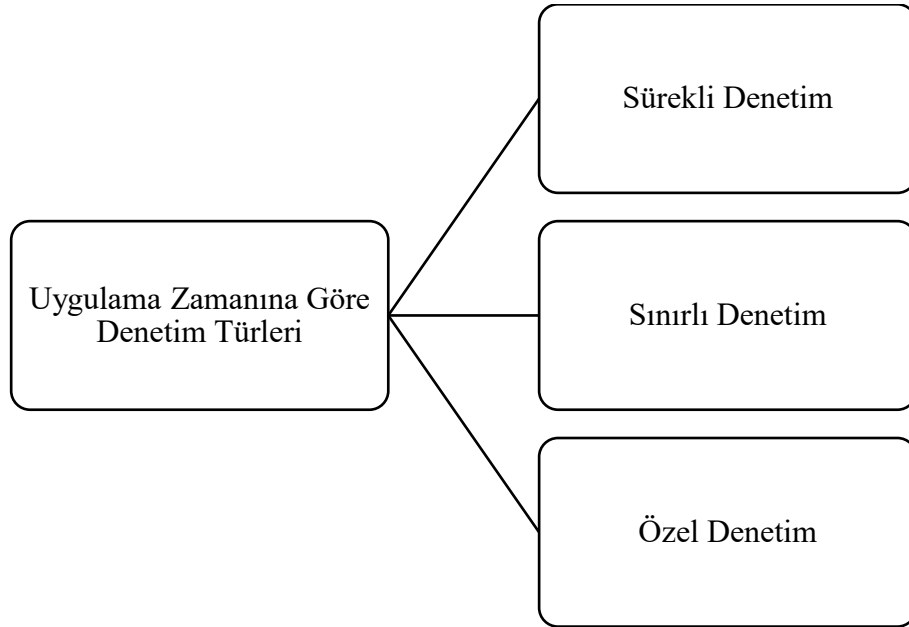 Uygulama Zamanına Göre
Denetim Türleri
Sürekli Denetim
Sınırlı Denetim
Özel Denetim